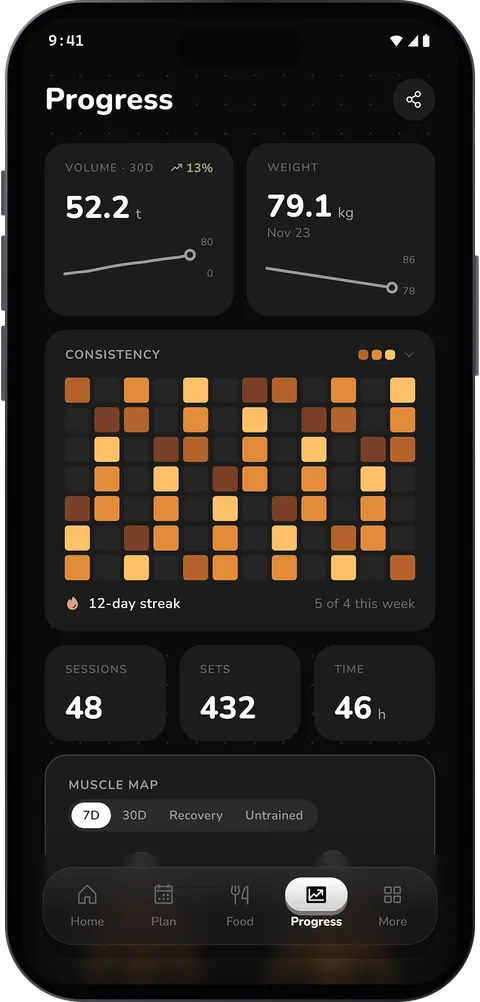 9:41
Progress
VOLUME · 30D 13%
52.2 t
80
0
WEIGHT
79.1 kg
Nov 23
86
78
CONSISTENCY
12-day streak
5 of 4 this week
SESSIONS
48
SETS
432
TIME
46 h
MUSCLE MAP
7D 30D Recovery Untrained
Home Plan Food Progress More